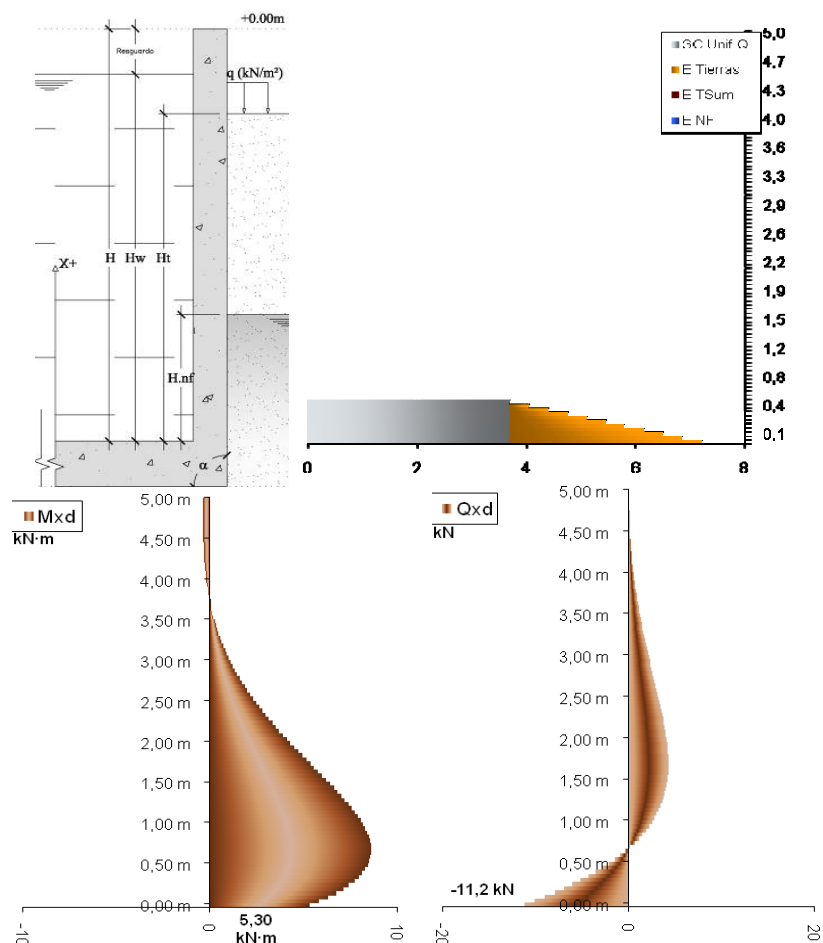 +0.00m
Resguardo
q (kN/m²)
X+
H
Hw
Ht
H.nf
α
SC Unif Q
E Tierras
E TSum
E NF
5,0
4.7
4.3
4.0
3,6
3,3
2,9
2,6
2,2
1,9
1,5
1,2
0,8
0,4
0,1
0
2
4
6
8
Mxd
kN·m
5,00 m
4,50 m
4,00 m
3,50 m
3,00 m
2,50 m
2,00 m
1,50 m
1,00 m
0,50 m
0,00 m
-10
0
10
5,30
kN·m
Qxd
kN
5,00 m
4,50 m
4,00 m
3,50 m
3,00 m
2,50 m
2,00 m
1,50 m
1,00 m
0,50 m
0,00 m
-11,2 kN
-20
0
20